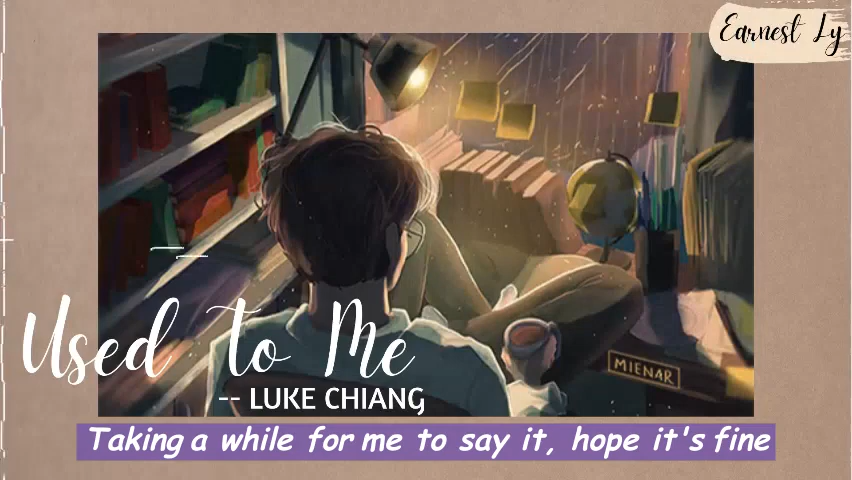 Earnest Ly
MIENAR
Used to Me
-- LUKE CHIANG
Taking a while for me to say it, hope it's fine